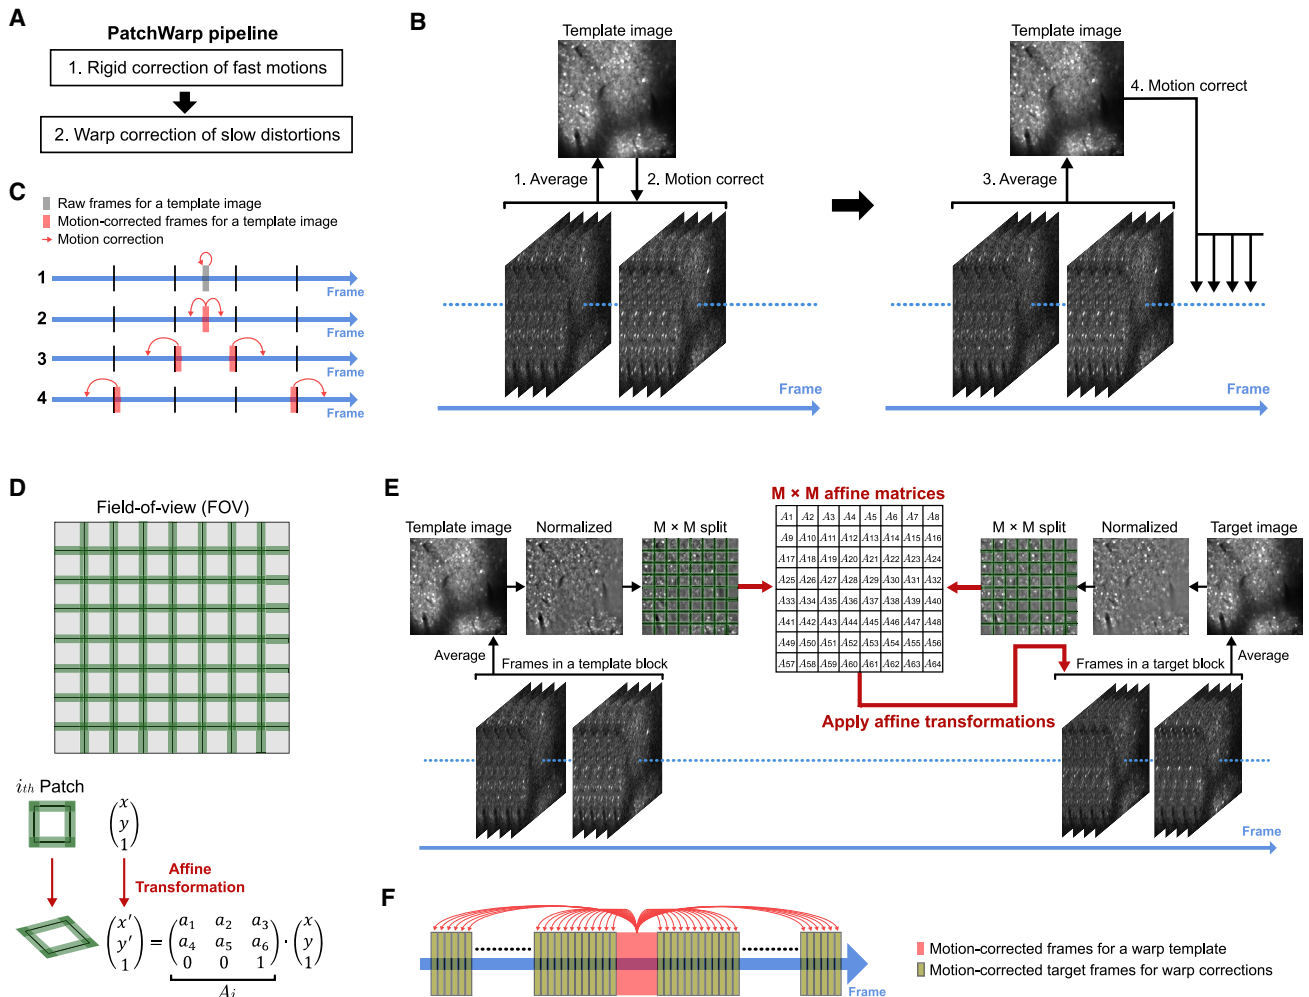 A
PatchWarp pipeline
1. Rigid correction of fast motions
2. Warp correction of slow distortions
B
Template image
1. Average
2. Motion correct
Frame
Template image
3. Average
4. Motion correct
Frame
C
Raw frames for a template image
Motion-corrected frames for a template image
Motion correction
1
Frame
2
Frame
3
Frame
4
Frame
D
Field-of-view (FOV)
i_th Patch
(x y 1)
Affine
Transformation
(x′ y′ 1) = (a1 a2 a3 a4 a5 a6 0 0 1) · (x y 1)
A_i
E
M × M affine matrices
Template image
Normalized
M × M split
A1 A2 A3 A4 A5 A6 A7 A8
A9 A10 A11 A12 A13 A14 A15 A16
A17 A18 A19 A20 A21 A22 A23 A24
A25 A26 A27 A28 A29 A30 A31 A32
A33 A34 A35 A36 A37 A38 A39 A40
A41 A42 A43 A44 A45 A46 A47 A48
A49 A50 A51 A52 A53 A54 A55 A56
A57 A58 A59 A60 A61 A62 A63 A64
M × M split
Normalized
Target image
Average
Frames in a template block
Frames in a target block
Average
Apply affine transformations
Frame
F
Frame
Motion-corrected frames for a warp template
Motion-corrected target frames for warp corrections